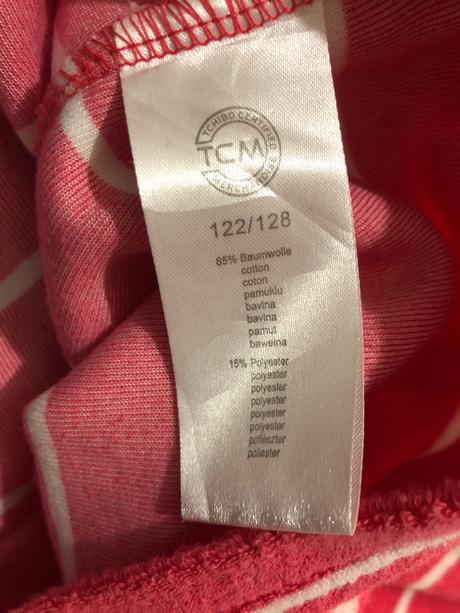 TCHIBO CERTIFIED
TCM
MERCHANDISE
122/128
85% Baumwolle
cotton
coton
pamuklu
bavlna
bavlna
pamut
bawełna
15% Polyester
polyester
polyester
polyester
polyester
polyester
poliészter
poliester